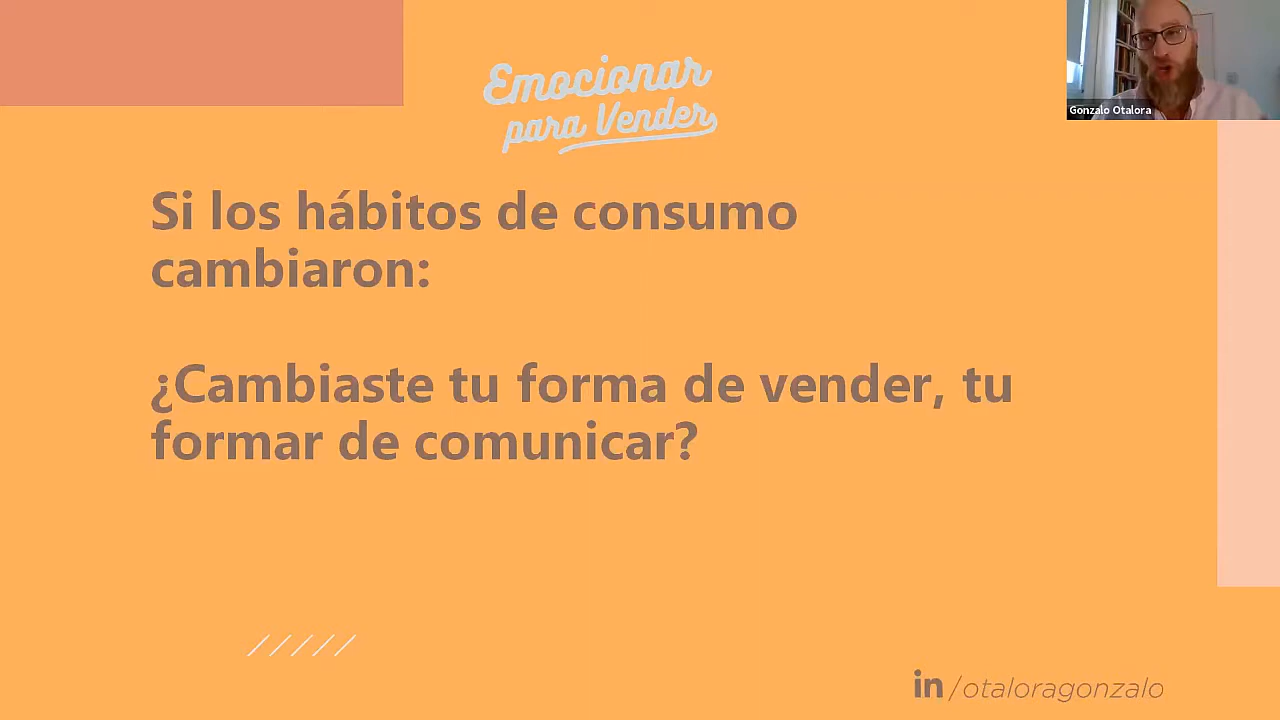 Emocionar
para Vender
Gonzalo Otalora
Si los hábitos de consumo
cambiaron:
¿Cambiaste tu forma de vender, tu
formar de comunicar?
in/otaloragonzalo